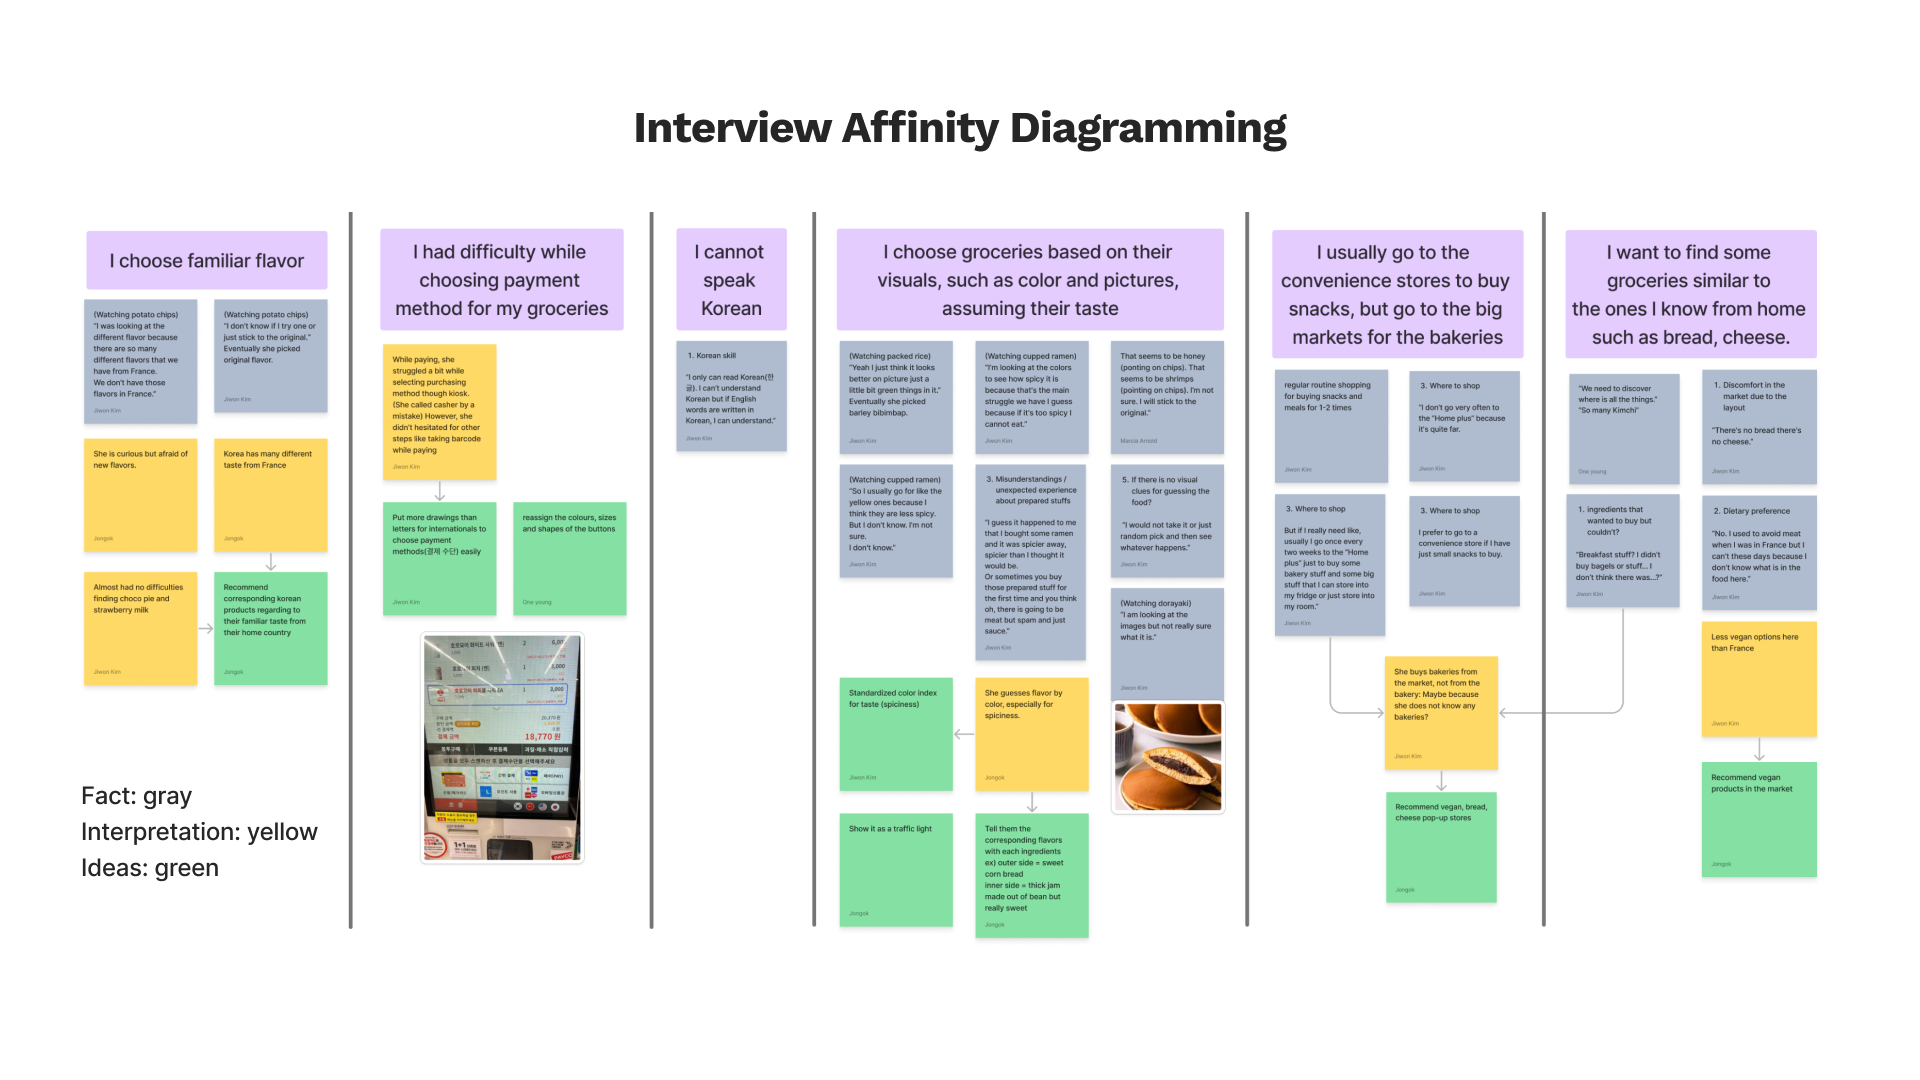 Interview Affinity Diagramming
I choose familiar flavor
(Watching potato chips)
"I was looking at the
different flavor because
there are so many
different flavors that we
have from France.
We don't have those
flavors in France."
Jiwon Kim
(Watching potato chips)
"I don't know if I try one or
just stick to the original."
Eventually she picked
original flavor.
Jiwon Kim
She is curious but afraid of
new flavors.
Jongok
Korea has many different
taste from France
Jongok
Almost had no difficulties
finding choco pie and
strawberry milk
Jiwon Kim
Recommend
corresponding korean
products regarding to
their familiar taste from
their home country
Jongok
Fact: gray
Interpretation: yellow
Ideas: green
I had difficulty while
choosing payment
method for my groceries
While paying, she
struggled a bit while
selecting purchasing
method though kiosk.
(She called casher by a
mistake) However, she
didn't hesitated for other
steps like taking barcode
while paying
Jiwon Kim
Put more drawings than
letters for internationals to
choose payment
methods(결제 수단) easily
Jiwon Kim
reassign the colours, sizes
and shapes of the buttons
One young
18,770 원
1+1
I cannot
speak
Korean
1. Korean skill
"I only can read Korean(한
글). I can't understand
Korean but if English
words are written in
Korean, I can understand."
Jiwon Kim
I choose groceries based on their
visuals, such as color and pictures,
assuming their taste
(Watching packed rice)
"Yeah I just think it looks
better on picture just a
little bit green things in it."
Eventually she picked
barley bibimbap.
Jiwon Kim
(Watching cupped ramen)
"I'm looking at the colors
to see how spicy it is
because that's the main
struggle we have I guess
because if it's too spicy I
cannot eat."
Jiwon Kim
That seems to be honey
(ponting on chips). That
seems to be shrimps
(pointing on chips). I'm not
sure. I will stick to the
original."
Marcia Arnold
(Watching cupped ramen)
"So I usually go for like the
yellow ones because I
think they are less spicy.
But I don't know. I'm not
sure.
I don't know."
Jiwon Kim
3. Misunderstandings /
unexpected experience
about prepared stuffs
"I guess it happened to me
that I bought some ramen
and it was spicier away,
spicier than I thought it
would be.
Or sometimes you buy
those prepared stuff for
the first time and you think
oh, there is going to be
meat but spam and just
sauce."
Jiwon Kim
5. If there is no visual
clues for guessing the
food?
"I would not take it or just
random pick and then see
whatever happens."
Jiwon Kim
(Watching dorayaki)
"I am looking at the
images but not really sure
what it is."
Jiwon Kim
Standardized color index
for taste (spiciness)
Jiwon Kim
She guesses flavor by
color, especially for
spiciness.
Jongok
Show it as a traffic light
Jongok
Tell them the
corresponding flavors
with each ingredients
ex) outer side = sweet
corn bread
inner side = thick jam
made out of bean but
really sweet
Jongok
I usually go to the
convenience stores to buy
snacks, but go to the big
markets for the bakeries
regular routine shopping
for buying snacks and
meals for 1-2 times
Jiwon Kim
3. Where to shop
"I don't go very often to
the "Home plus" because
it's quite far.
Jiwon Kim
3. Where to shop
But if I really need like,
usually I go once every
two weeks to the "Home
plus" just to buy some
bakery stuff and some big
stuff that I can store into
my fridge or just store into
my room."
Jiwon Kim
3. Where to shop
I prefer to go to a
convenience store if I have
just small snacks to buy.
Jiwon Kim
She buys bakeries from
the market, not from the
bakery: Maybe because
she does not know any
bakeries?
Jiwon Kim
Recommend vegan, bread,
cheese pop-up stores
Jongok
I want to find some
groceries similar to
the ones I know from home
such as bread, cheese.
"We need to discover
where is all the things."
"So many Kimchi"
One young
1. Discomfort in the
market due to the
layout
"There's no bread there's
no cheese."
Jiwon Kim
1. ingredients that
wanted to buy but
couldn't?
"Breakfast stuff? I didn't
buy bagels or stuff... I
don't think there was...?"
Jiwon Kim
2. Dietary preference
"No. I used to avoid meat
when I was in France but I
can't these days because I
don't know what is in the
food here."
Jiwon Kim
Less vegan options here
than France
Jiwon Kim
Recommend vegan
products in the market
Jongok